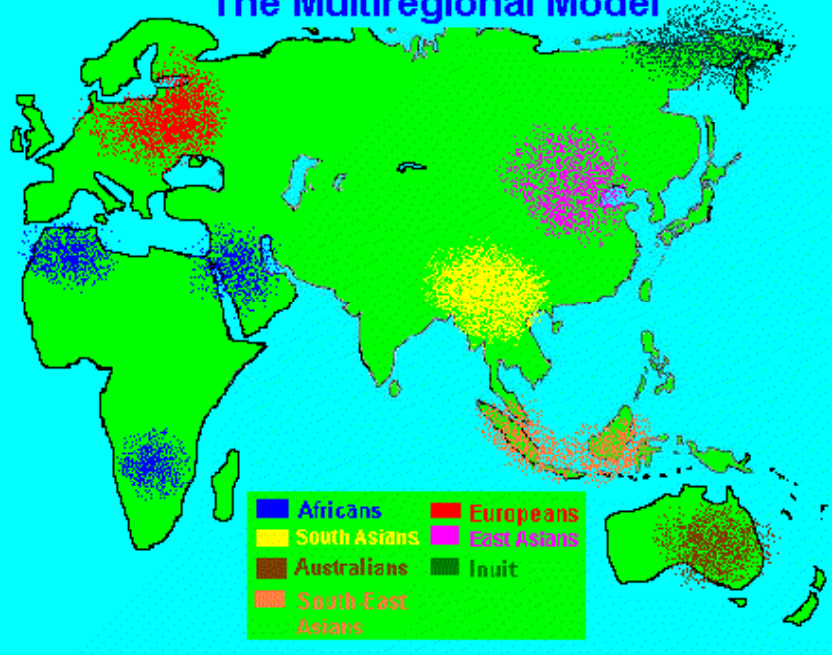 The Multiregional Model
Africans
Europeans
South Asians
East Asians
Australians
Inuit
South-East
Asians